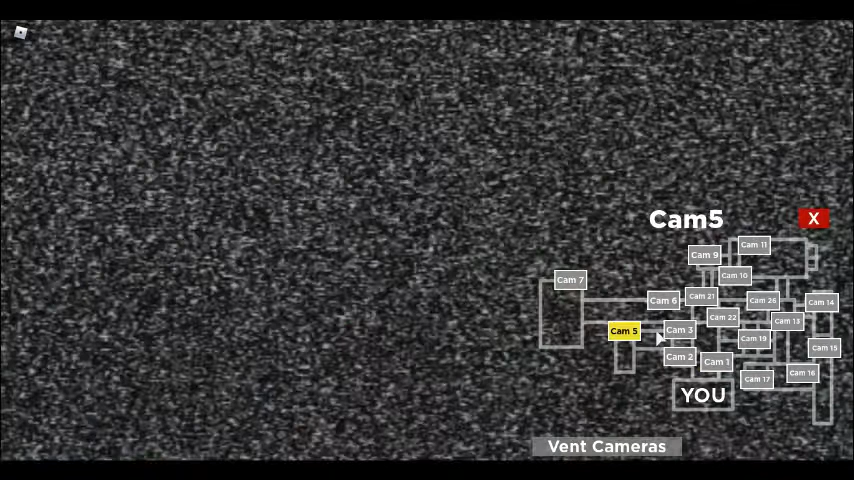 Cam5
X
Cam 11
Cam 9
Cam 10
Cam 7
Cam 21
Cam 6
Cam 26
Cam 14
Cam 22
Cam 13
Cam 5
Cam 3
Cam 19
Cam 15
Cam 2
Cam 1
Cam 16
Cam 17
YOU
Vent Cameras